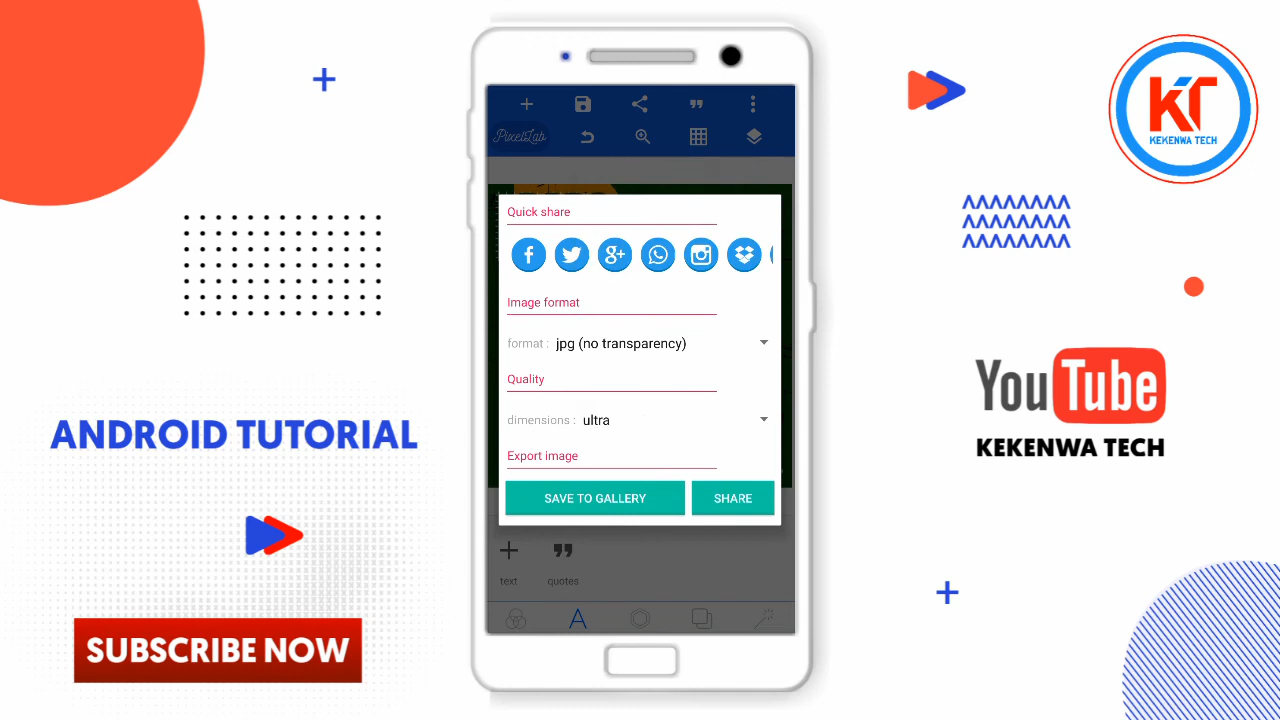 PixelLab
Quick share
Image format
format : jpg (no transparency)
Quality
dimensions : ultra
Export image
SAVE TO GALLERY
SHARE
text
quotes
ANDROID TUTORIAL
SUBSCRIBE NOW
KT
KEKENWA TECH
YouTube
KEKENWA TECH